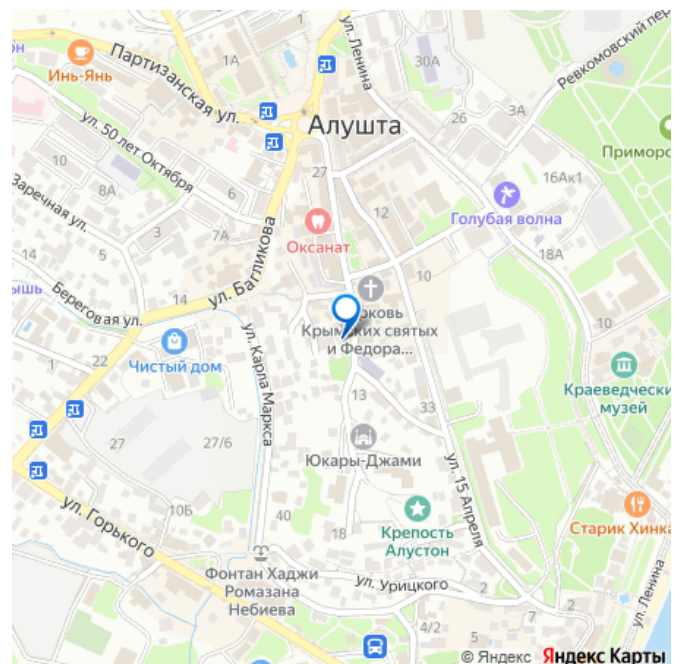 он
Инь-Янь
Партизанская ул.
1А
ул. Ленина
30А
Ревкомовский пер
Алушта
26
3А
Приморс
ул. 50 лет Октября
10
8А
6
27
16Ак1
Голубая волна
Заречная ул.
3
7А
Оксанат
12
18А
14
5
ул. Багликова
10
ышь
Береговая ул.
14
Церковь
Крымских святых
и Федора...
10
1
22
Чистый дом
ул. Карла Маркса
Краеведчески
музей
13
33
27
27/6
Юкары-Джами
ул. 15 Апреля
10Б
40
ул. Горького
18
Крепость
Алустон
Старик Хинка
Фонтан Хаджи
Ромазана
Небиева
ул. Урицкого
2
2
7
5
4/2
ул. Ленина
© Яндекс Яндекс Карты